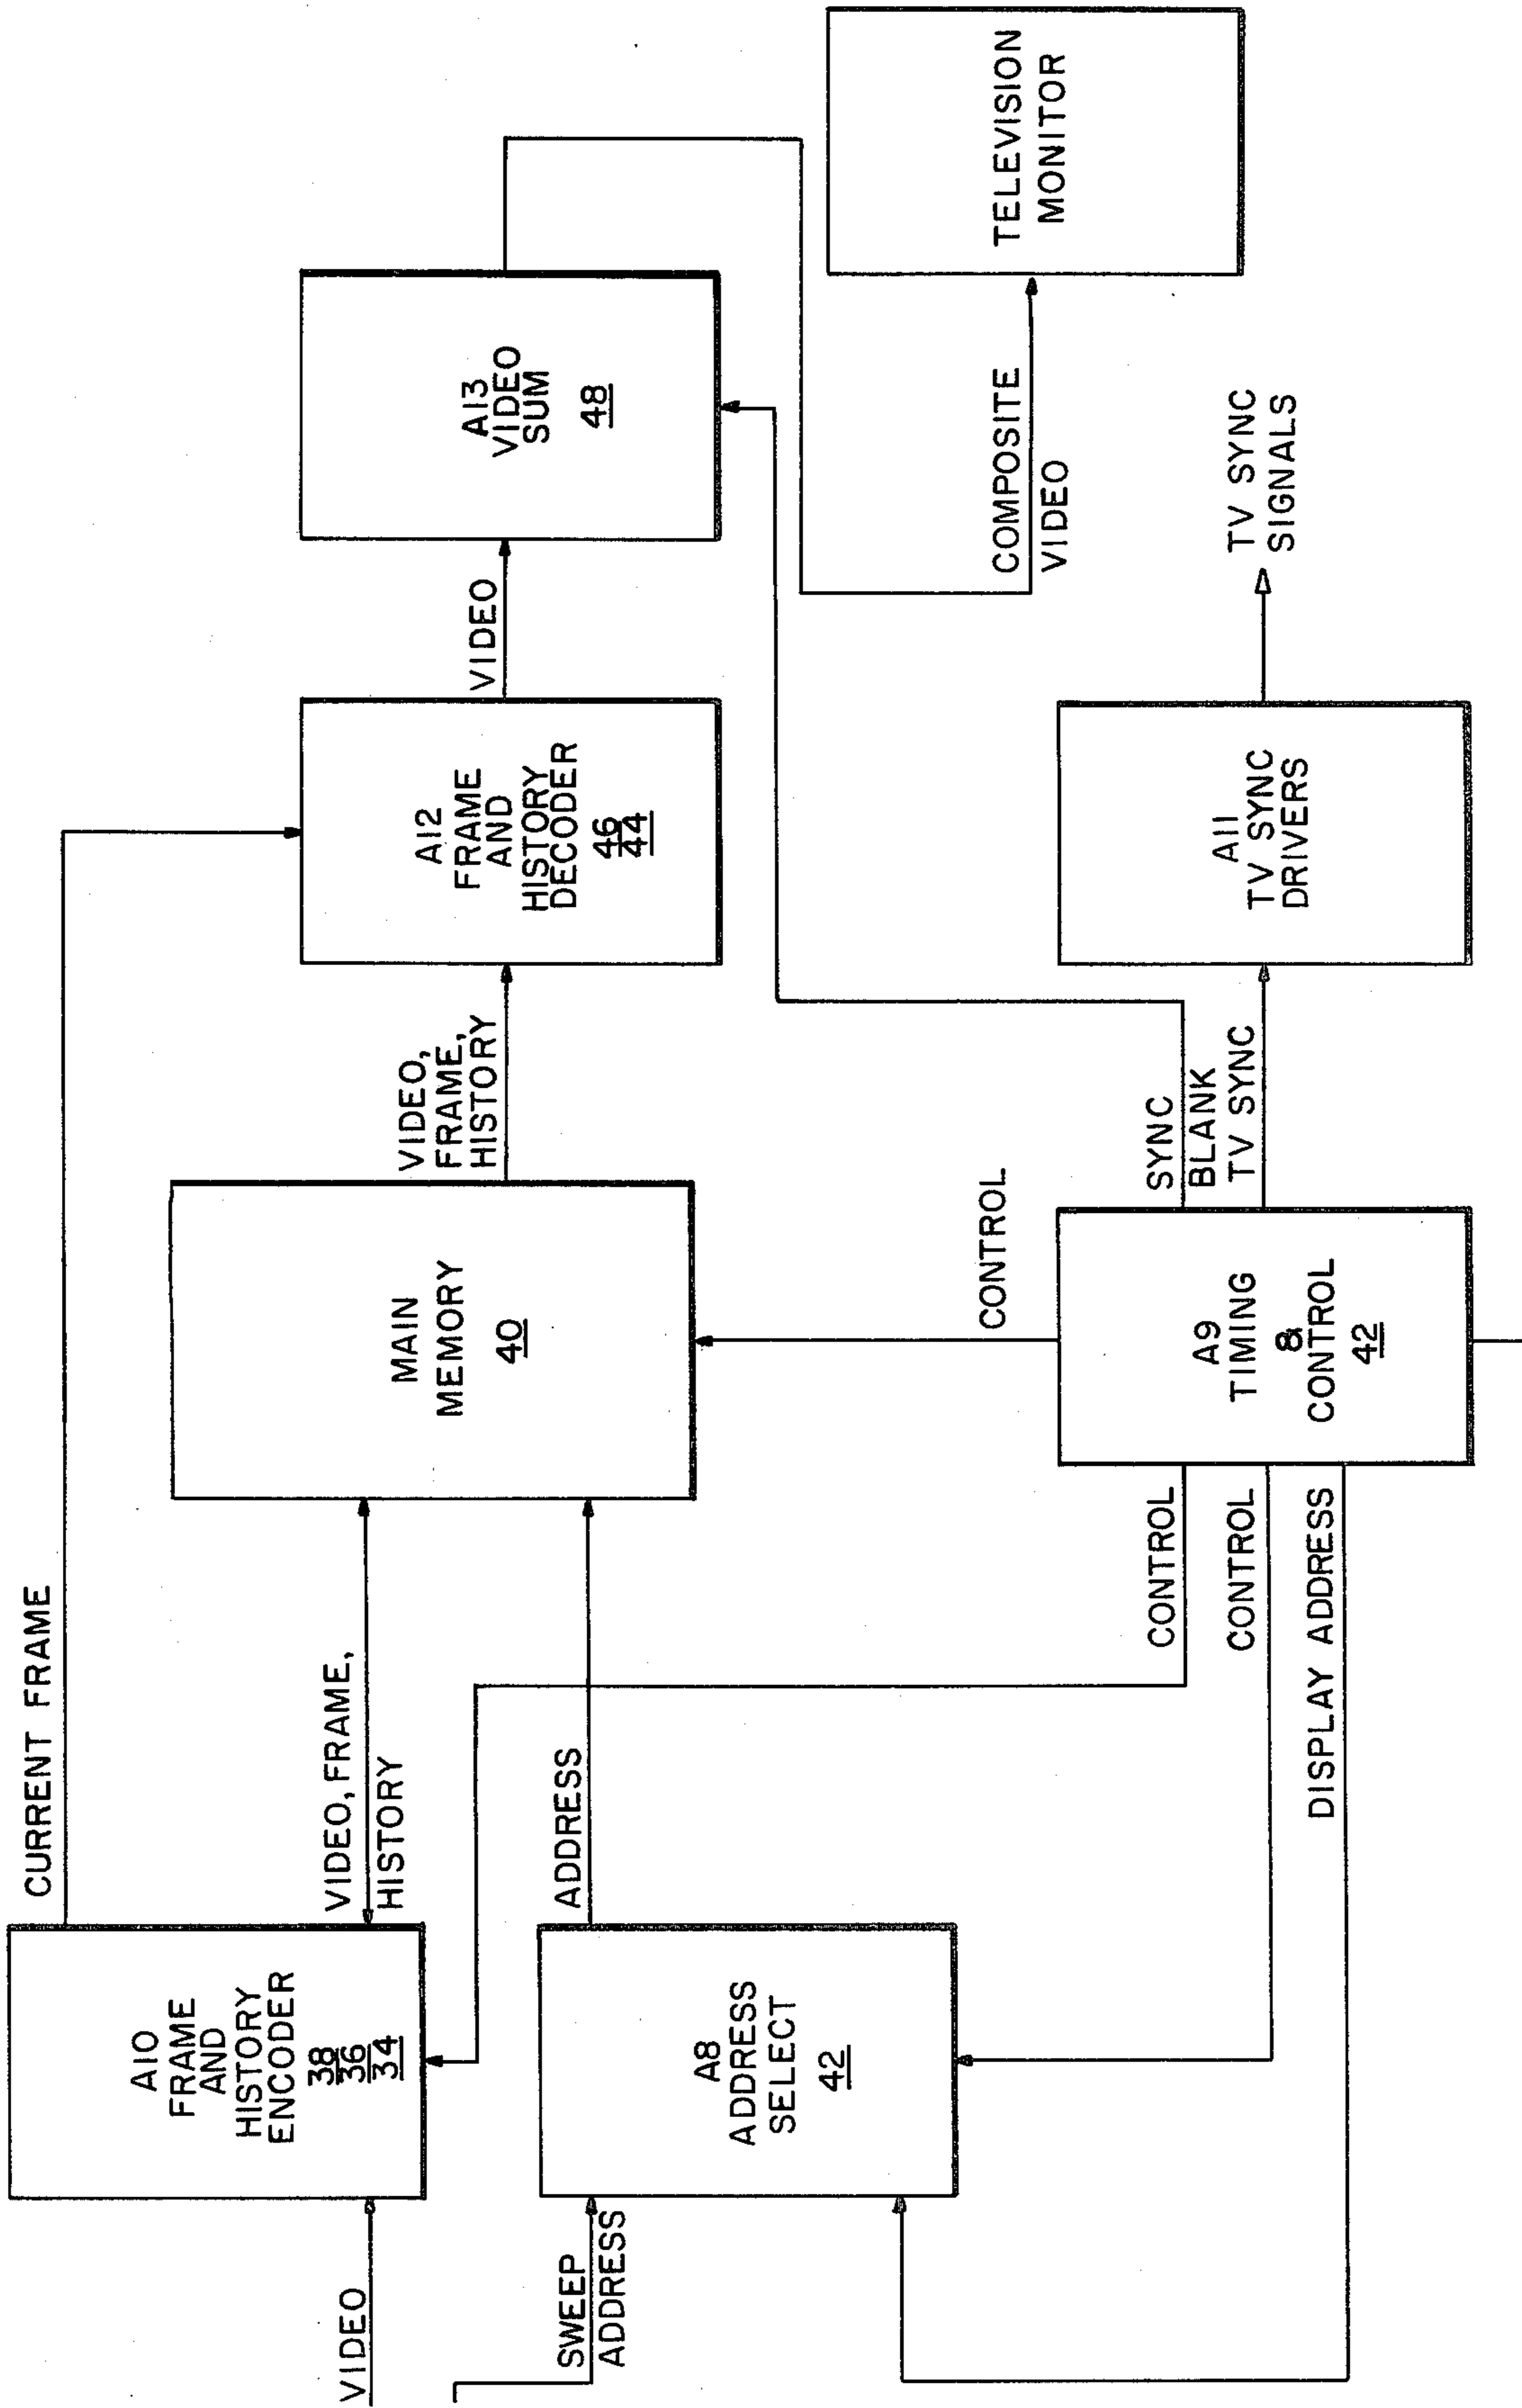 CURRENT FRAME
VIDEO
A10
FRAME
AND
HISTORY
ENCODER
38
36
34
VIDEO, FRAME,
HISTORY
MAIN
MEMORY
40
VIDEO,
FRAME,
HISTORY
A12
FRAME
AND
HISTORY
DECODER
46
44
VIDEO
A13
VIDEO
SUM
48
SWEEP
ADDRESS
A8
ADDRESS
SELECT
42
ADDRESS
CONTROL
COMPOSITE
VIDEO
TELEVISION
MONITOR
CONTROL
CONTROL
DISPLAY ADDRESS
A9
TIMING
&
CONTROL
42
SYNC
BLANK
TV SYNC
A11
TV SYNC
DRIVERS
TV SYNC
SIGNALS